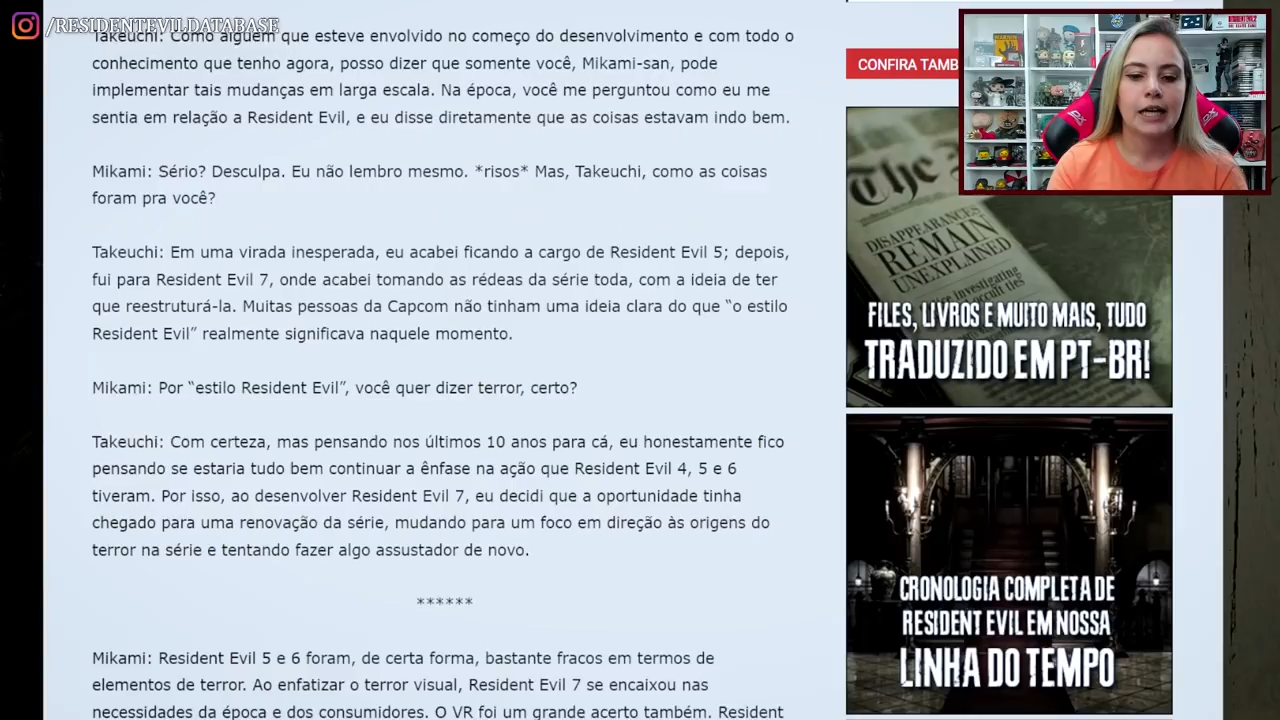 /RESIDENTEVILDATABASE
Takeuchi: Como alguém que esteve envolvido no começo do desenvolvimento e com todo o
conhecimento que tenho agora, posso dizer que somente você, Mikami-san, pode
implementar tais mudanças em larga escala. Na época, você me perguntou como eu me
sentia em relação a Resident Evil, e eu disse diretamente que as coisas estavam indo bem.
Mikami: Sério? Desculpa. Eu não lembro mesmo. *risos* Mas, Takeuchi, como as coisas
foram pra você?
Takeuchi: Em uma virada inesperada, eu acabei ficando a cargo de Resident Evil 5; depois,
fui para Resident Evil 7, onde acabei tomando as rédeas da série toda, com a ideia de ter
que reestruturá-la. Muitas pessoas da Capcom não tinham uma ideia clara do que “o estilo
Resident Evil” realmente significava naquele momento.
Mikami: Por “estilo Resident Evil”, você quer dizer terror, certo?
Takeuchi: Com certeza, mas pensando nos últimos 10 anos para cá, eu honestamente fico
pensando se estaria tudo bem continuar a ênfase na ação que Resident Evil 4, 5 e 6
tiveram. Por isso, ao desenvolver Resident Evil 7, eu decidi que a oportunidade tinha
chegado para uma renovação da série, mudando para um foco em direção às origens do
terror na série e tentando fazer algo assustador de novo.
******
Mikami: Resident Evil 5 e 6 foram, de certa forma, bastante fracos em termos de
elementos de terror. Ao enfatizar o terror visual, Resident Evil 7 se encaixou nas
necessidades da época e dos consumidores. O VR foi um grande acerto também. Resident
CONFIRA TAMB
The
DISAPPEARANCES
REMAIN
UNEXPLAINED
FILES, LIVROS E MUITO MAIS, TUDO
TRADUZIDO EM PT-BR!
CRONOLOGIA COMPLETA DE
RESIDENT EVIL EM NOSSA
LINHA DO TEMPO